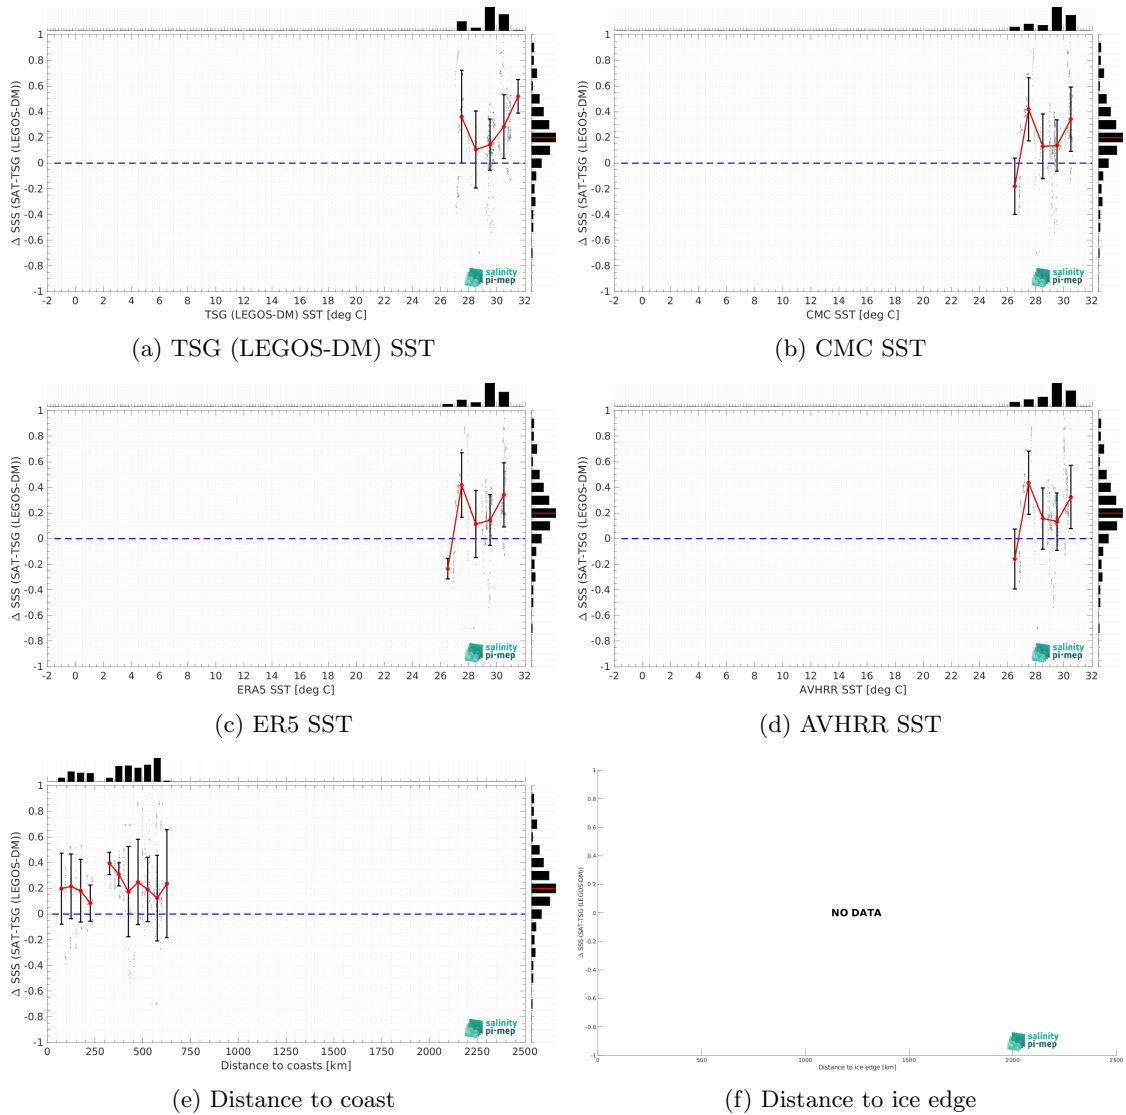 1
0.8
0.6
0.4
0.2
0
-0.2
-0.4
-0.6
-0.8
-1
Δ SSS (SAT-TSG (LEGOS-DM))
salinity
pi-mep
-2 0 2 4 6 8 10 12 14 16 18 20 22 24 26 28 30 32
TSG (LEGOS-DM) SST [deg C]
(a) TSG (LEGOS-DM) SST
1
0.8
0.6
0.4
0.2
0
-0.2
-0.4
-0.6
-0.8
-1
Δ SSS (SAT-TSG (LEGOS-DM))
salinity
pi-mep
-2 0 2 4 6 8 10 12 14 16 18 20 22 24 26 28 30 32
CMC SST [deg C]
(b) CMC SST
1
0.8
0.6
0.4
0.2
0
-0.2
-0.4
-0.6
-0.8
-1
Δ SSS (SAT-TSG (LEGOS-DM))
salinity
pi-mep
-2 0 2 4 6 8 10 12 14 16 18 20 22 24 26 28 30 32
ERA5 SST [deg C]
(c) ER5 SST
1
0.8
0.6
0.4
0.2
0
-0.2
-0.4
-0.6
-0.8
-1
Δ SSS (SAT-TSG (LEGOS-DM))
salinity
pi-mep
-2 0 2 4 6 8 10 12 14 16 18 20 22 24 26 28 30 32
AVHRR SST [deg C]
(d) AVHRR SST
1
0.8
0.6
0.4
0.2
0
-0.2
-0.4
-0.6
-0.8
-1
Δ SSS (SAT-TSG (LEGOS-DM))
salinity
pi-mep
0 250 500 750 1000 1250 1500 1750 2000 2250 2500
Distance to coasts [km]
(e) Distance to coast
1
0.8
0.6
0.4
0.2
0
-0.2
-0.4
-0.6
-0.8
-1
Δ SSS (SAT-TSG (LEGOS-DM))
NO DATA
salinity
pi-mep
0 500 1000 1500 2000 2500
Distance to ice edge [km]
(f) Distance to ice edge